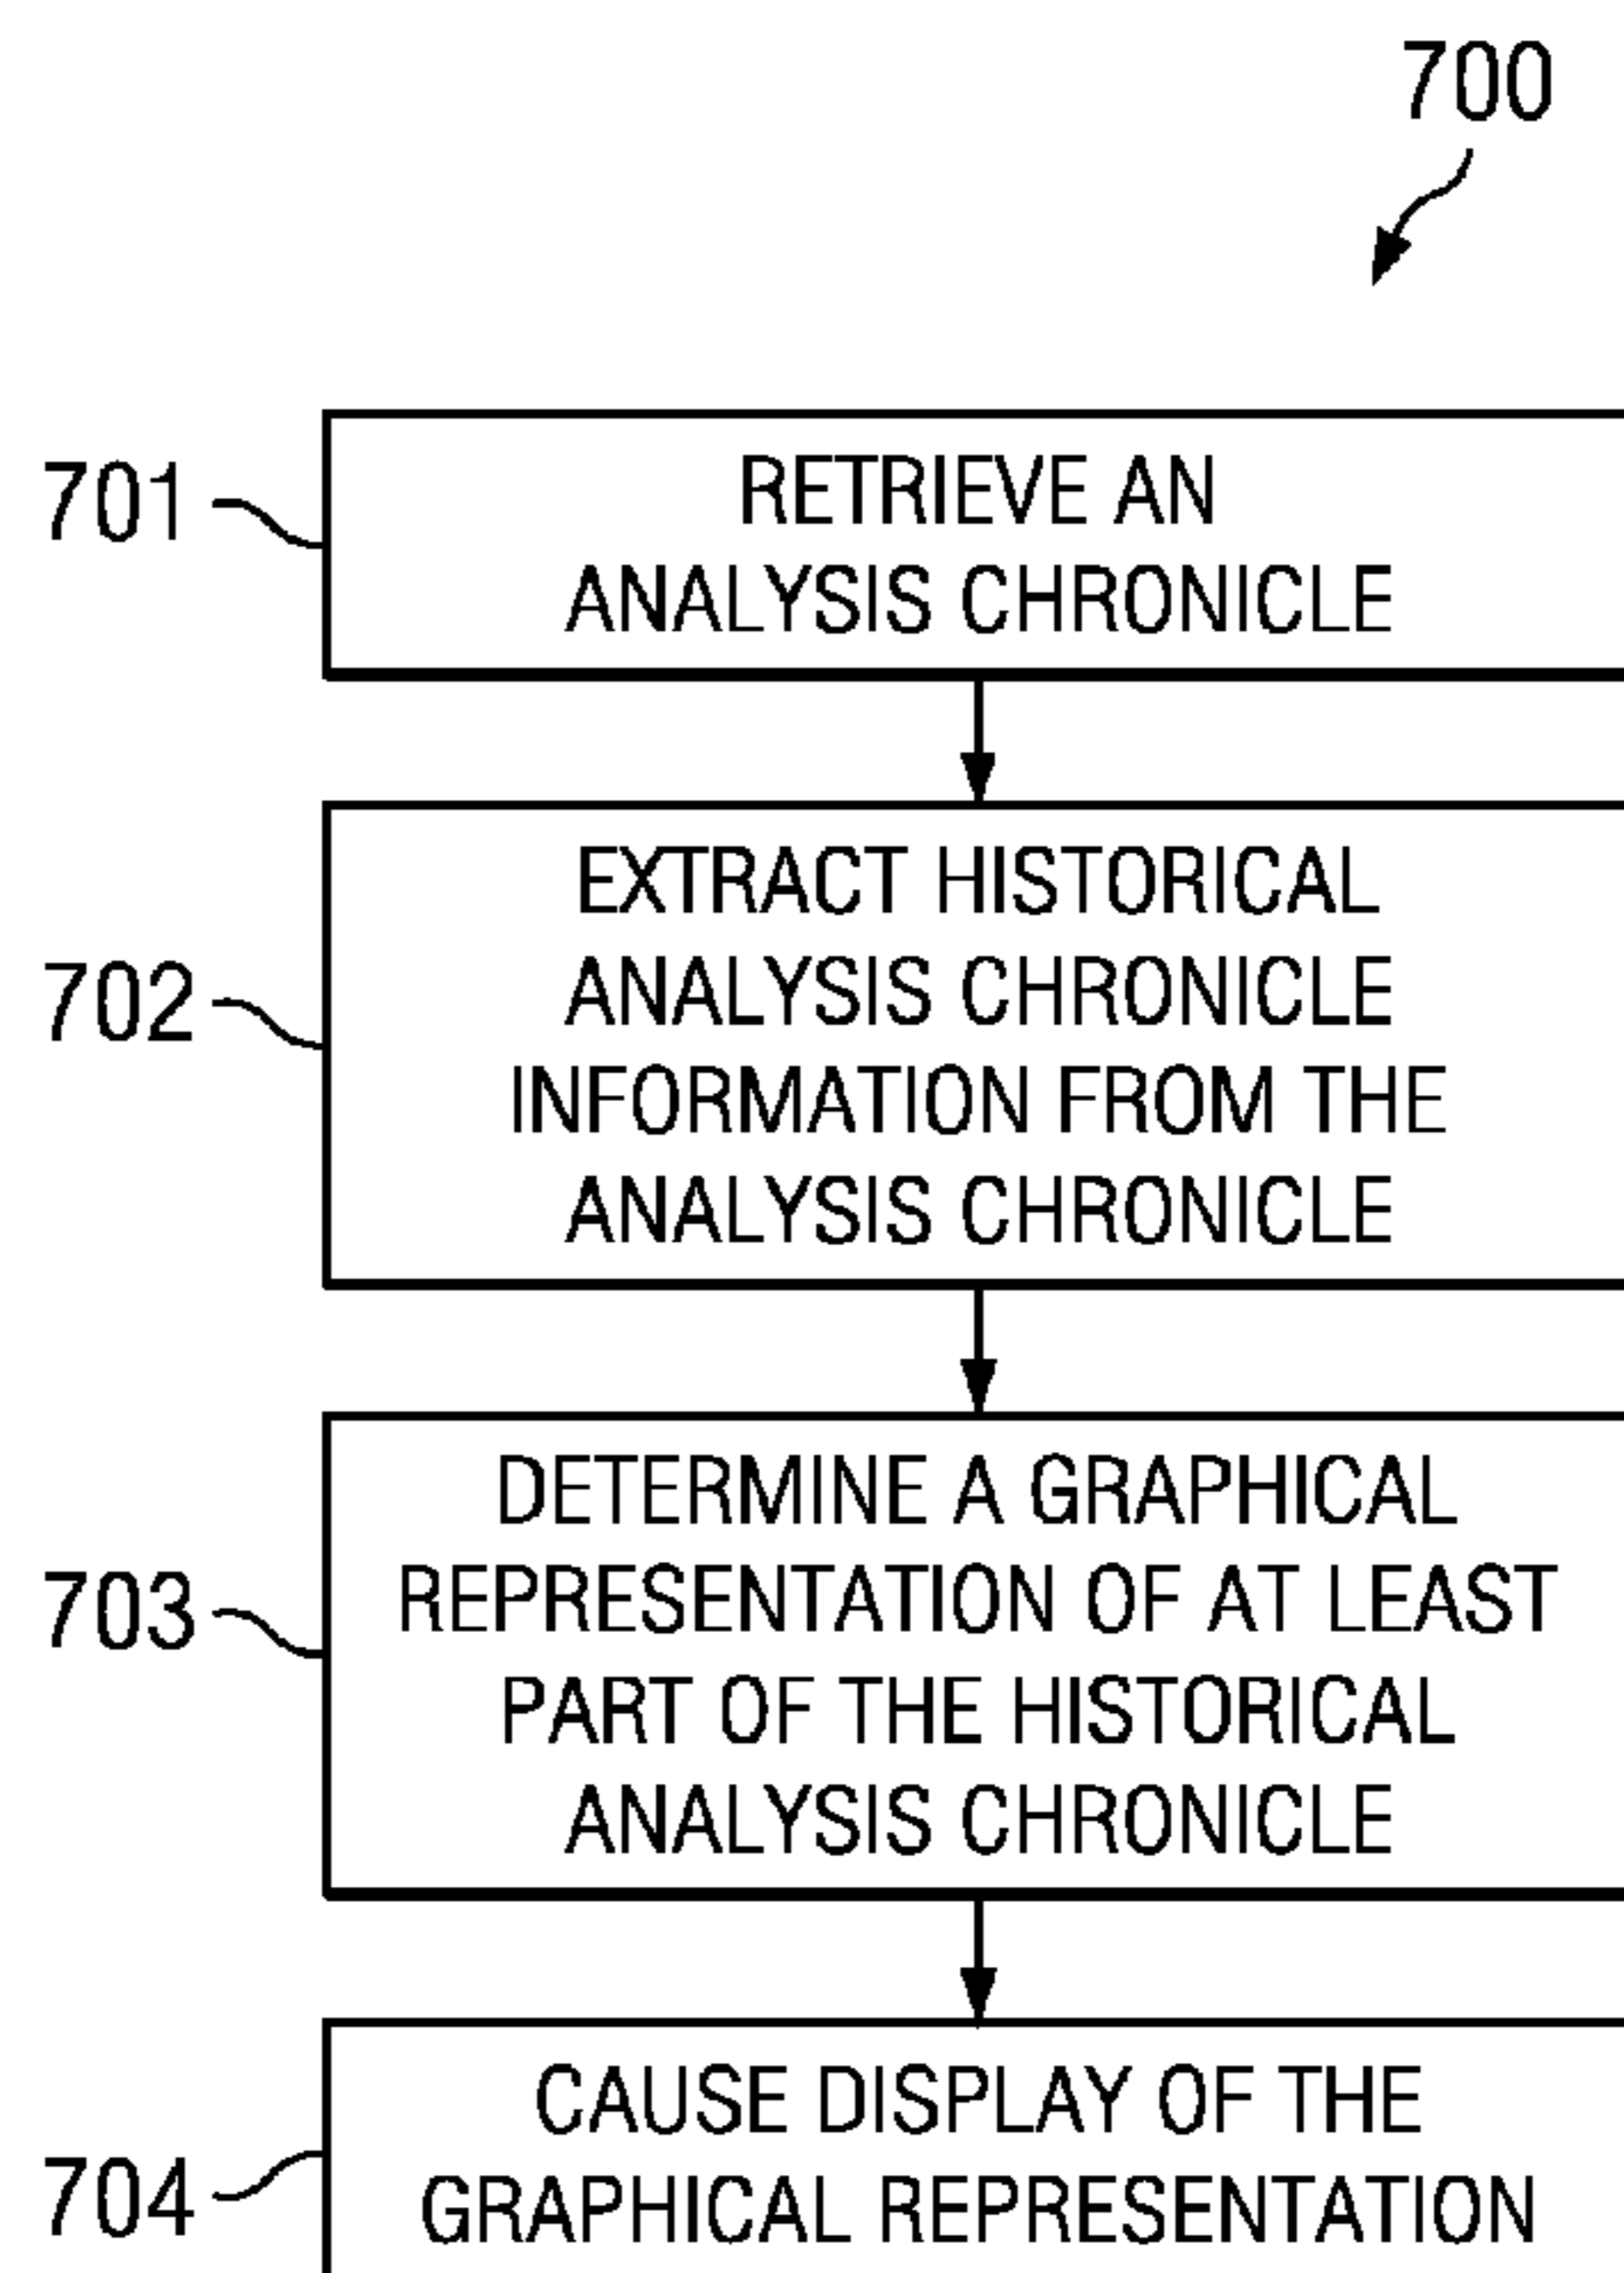 700
701
RETRIEVE AN
ANALYSIS CHRONICLE
702
EXTRACT HISTORICAL
ANALYSIS CHRONICLE
INFORMATION FROM THE
ANALYSIS CHRONICLE
703
DETERMINE A GRAPHICAL
REPRESENTATION OF AT LEAST
PART OF THE HISTORICAL
ANALYSIS CHRONICLE
704
CAUSE DISPLAY OF THE
GRAPHICAL REPRESENTATION